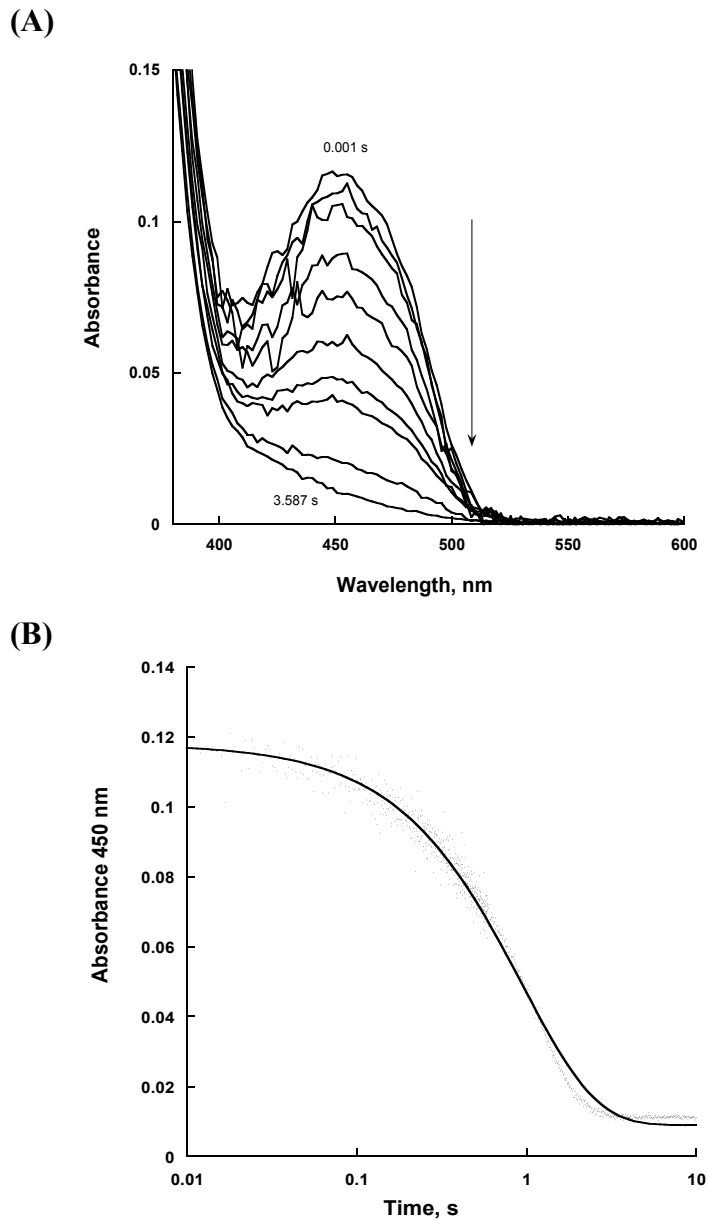 (A)
0.15
0.001 s
0.1
Absorbance
0.05
3.587 s
0
400 450 500 550 600
Wavelength, nm
(B)
0.14
0.12
0.1
0.08
Absorbance 450 nm
0.06
0.04
0.02
0
0.01 0.1 1 10
Time, s